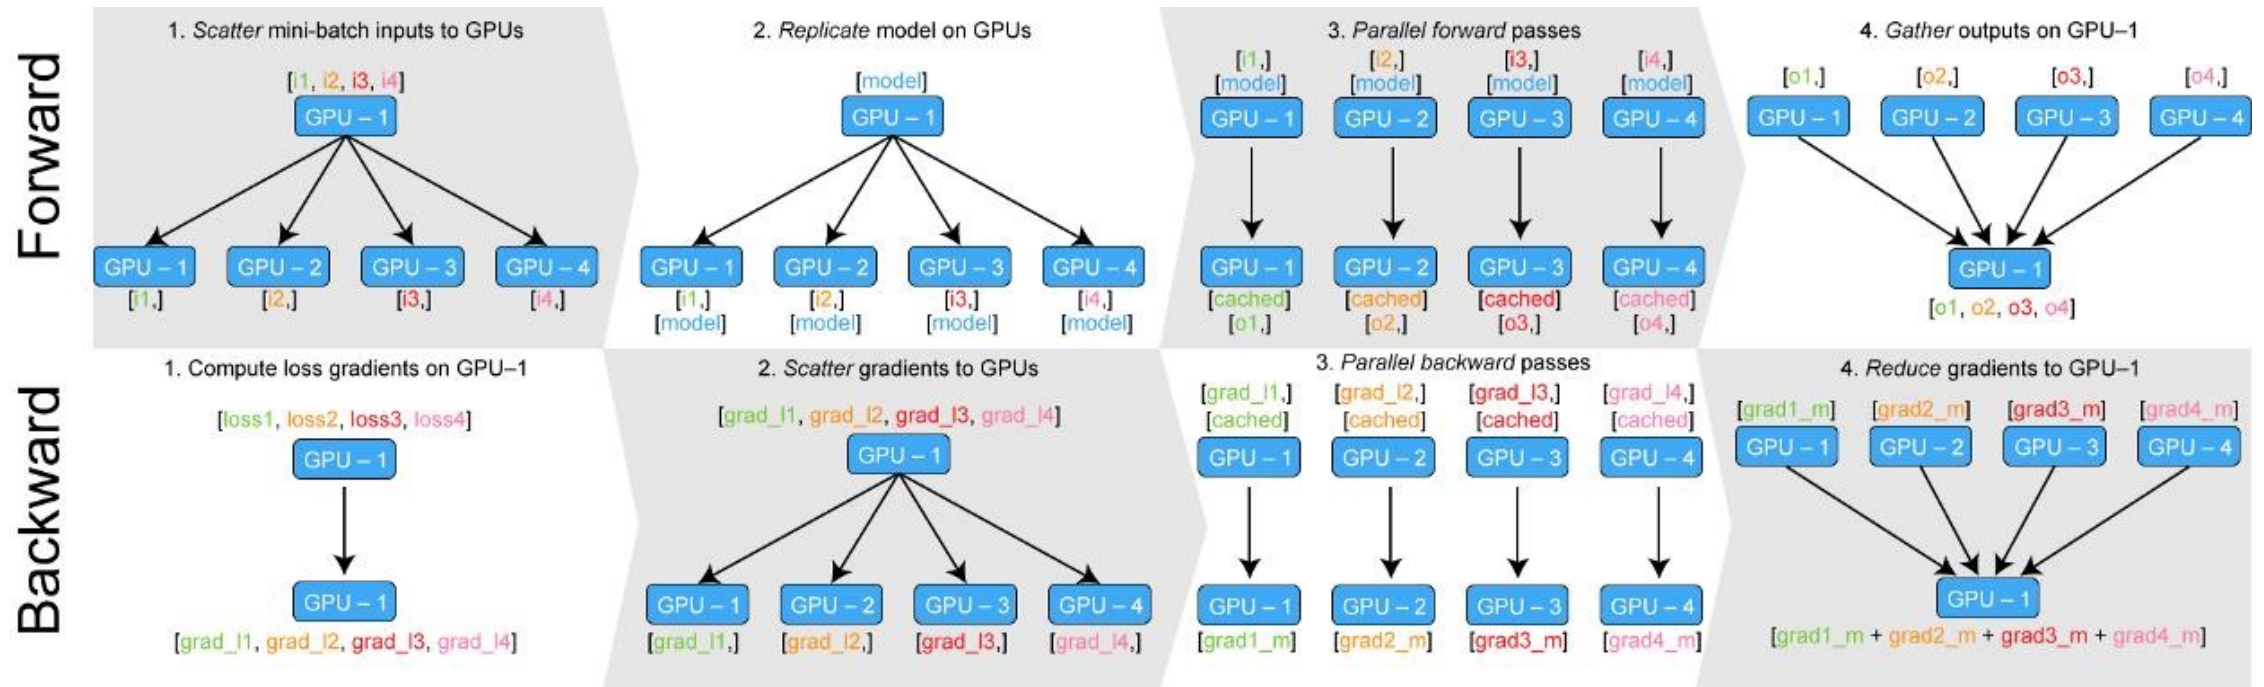 Forward
1. Scatter mini-batch inputs to GPUs
[i1, i2, i3, i4]
GPU – 1
GPU – 1 GPU – 2 GPU – 3 GPU – 4
[i1,] [i2,] [i3,] [i4,]
2. Replicate model on GPUs
[model]
GPU – 1
GPU – 1 GPU – 2 GPU – 3 GPU – 4
[i1,] [i2,] [i3,] [i4,]
[model] [model] [model] [model]
3. Parallel forward passes
[i1,] [i2,] [i3,] [i4,]
[model] [model] [model] [model]
GPU – 1 GPU – 2 GPU – 3 GPU – 4
GPU – 1 GPU – 2 GPU – 3 GPU – 4
[cached] [cached] [cached] [cached]
[o1,] [o2,] [o3,] [o4,]
4. Gather outputs on GPU–1
[o1,] [o2,] [o3,] [o4,]
GPU – 1 GPU – 2 GPU – 3 GPU – 4
GPU – 1
[o1, o2, o3, o4]
Backward
1. Compute loss gradients on GPU–1
[loss1, loss2, loss3, loss4]
GPU – 1
GPU – 1
[grad_l1, grad_l2, grad_l3, grad_l4]
2. Scatter gradients to GPUs
[grad_l1, grad_l2, grad_l3, grad_l4]
GPU – 1
GPU – 1 GPU – 2 GPU – 3 GPU – 4
[grad_l1,] [grad_l2,] [grad_l3,] [grad_l4,]
3. Parallel backward passes
[grad_l1,] [grad_l2,] [grad_l3,] [grad_l4,]
[cached] [cached] [cached] [cached]
GPU – 1 GPU – 2 GPU – 3 GPU – 4
GPU – 1 GPU – 2 GPU – 3 GPU – 4
[grad1_m] [grad2_m] [grad3_m] [grad4_m]
4. Reduce gradients to GPU–1
[grad1_m] [grad2_m] [grad3_m] [grad4_m]
GPU – 1 GPU – 2 GPU – 3 GPU – 4
GPU – 1
[grad1_m + grad2_m + grad3_m + grad4_m]